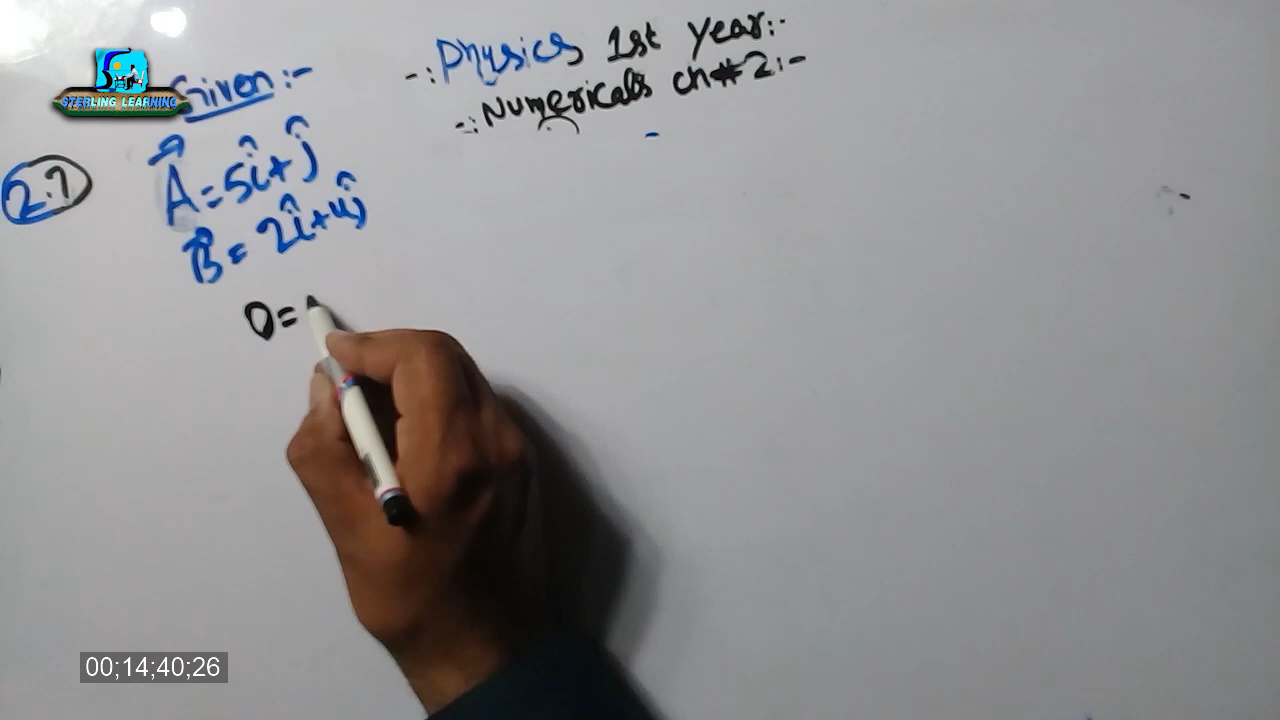 -:Physics 1st Year:-
-:Numericals ch#2:-
Given:-
STERLING LEARNING
2.7
A⃗ = 5î + ĵ
B⃗ = 2î + 4ĵ
θ =
00;14;40;26